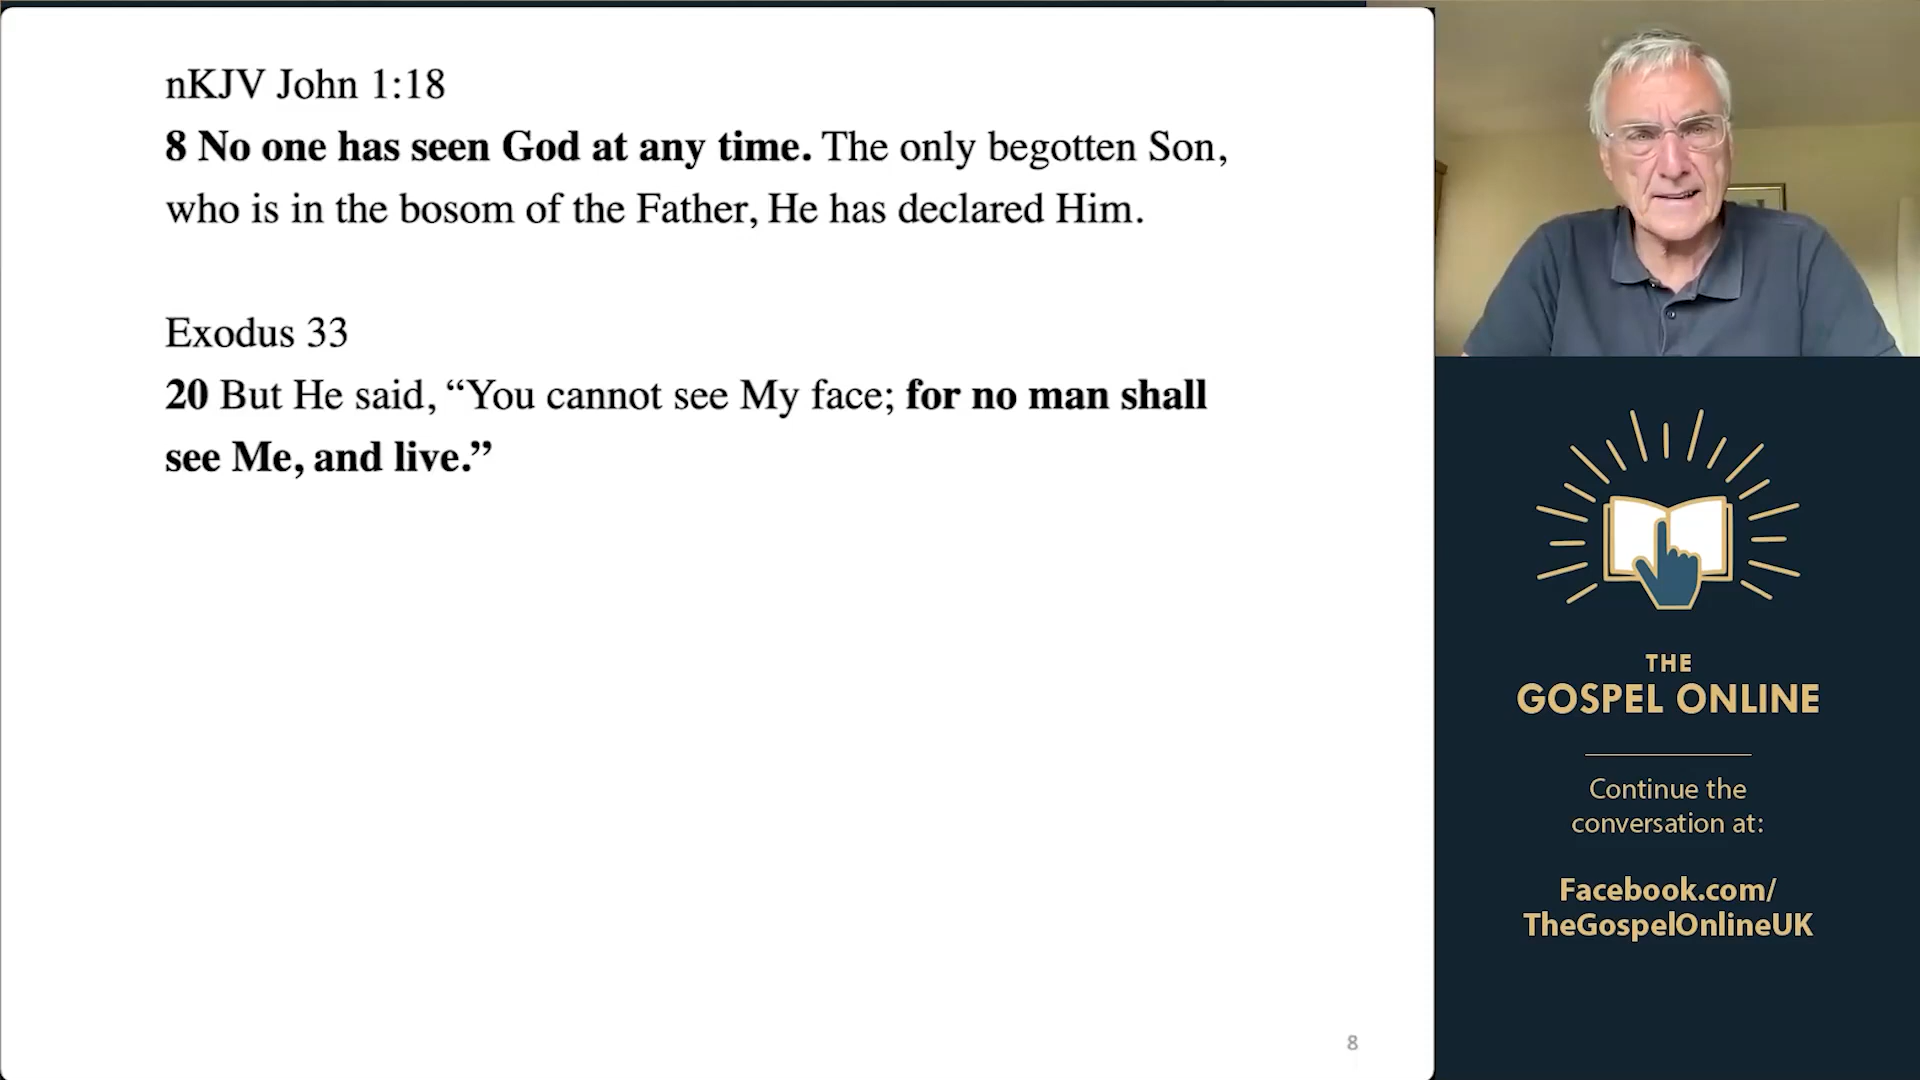 nKJV John 1:18
8 No one has seen God at any time. The only begotten Son,
who is in the bosom of the Father, He has declared Him.
Exodus 33
20 But He said, “You cannot see My face; for no man shall
see Me, and live.”
8
THE
GOSPEL ONLINE
Continue the
conversation at:
Facebook.com/
TheGospelOnlineUK